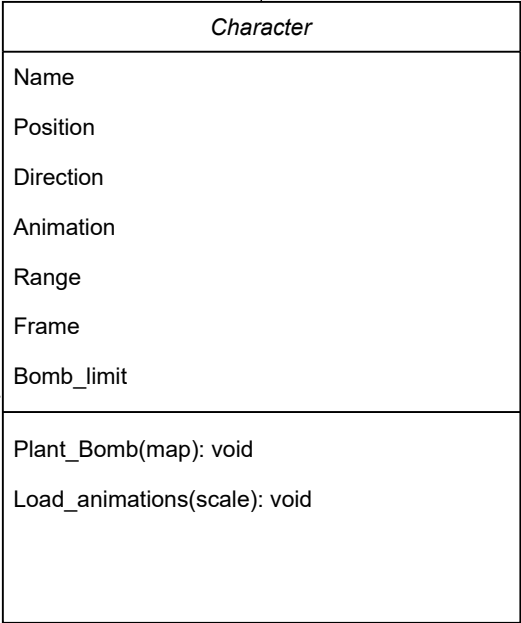 Character
Name
Position
Direction
Animation
Range
Frame
Bomb_limit
Plant_Bomb(map): void
Load_animations(scale): void